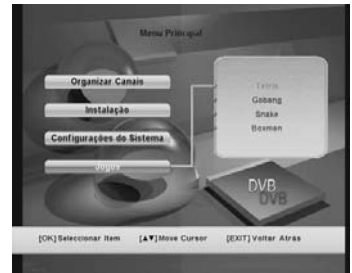 Menu Principal
Organizar Canais
Instalação
Configurações do Sistema
Jogos
Tetris
Gobang
Snake
Boxman
DVB
DVB
[OK]Seleccionar Item [▲▼]Move Cursor [EXIT]Voltar Atrás